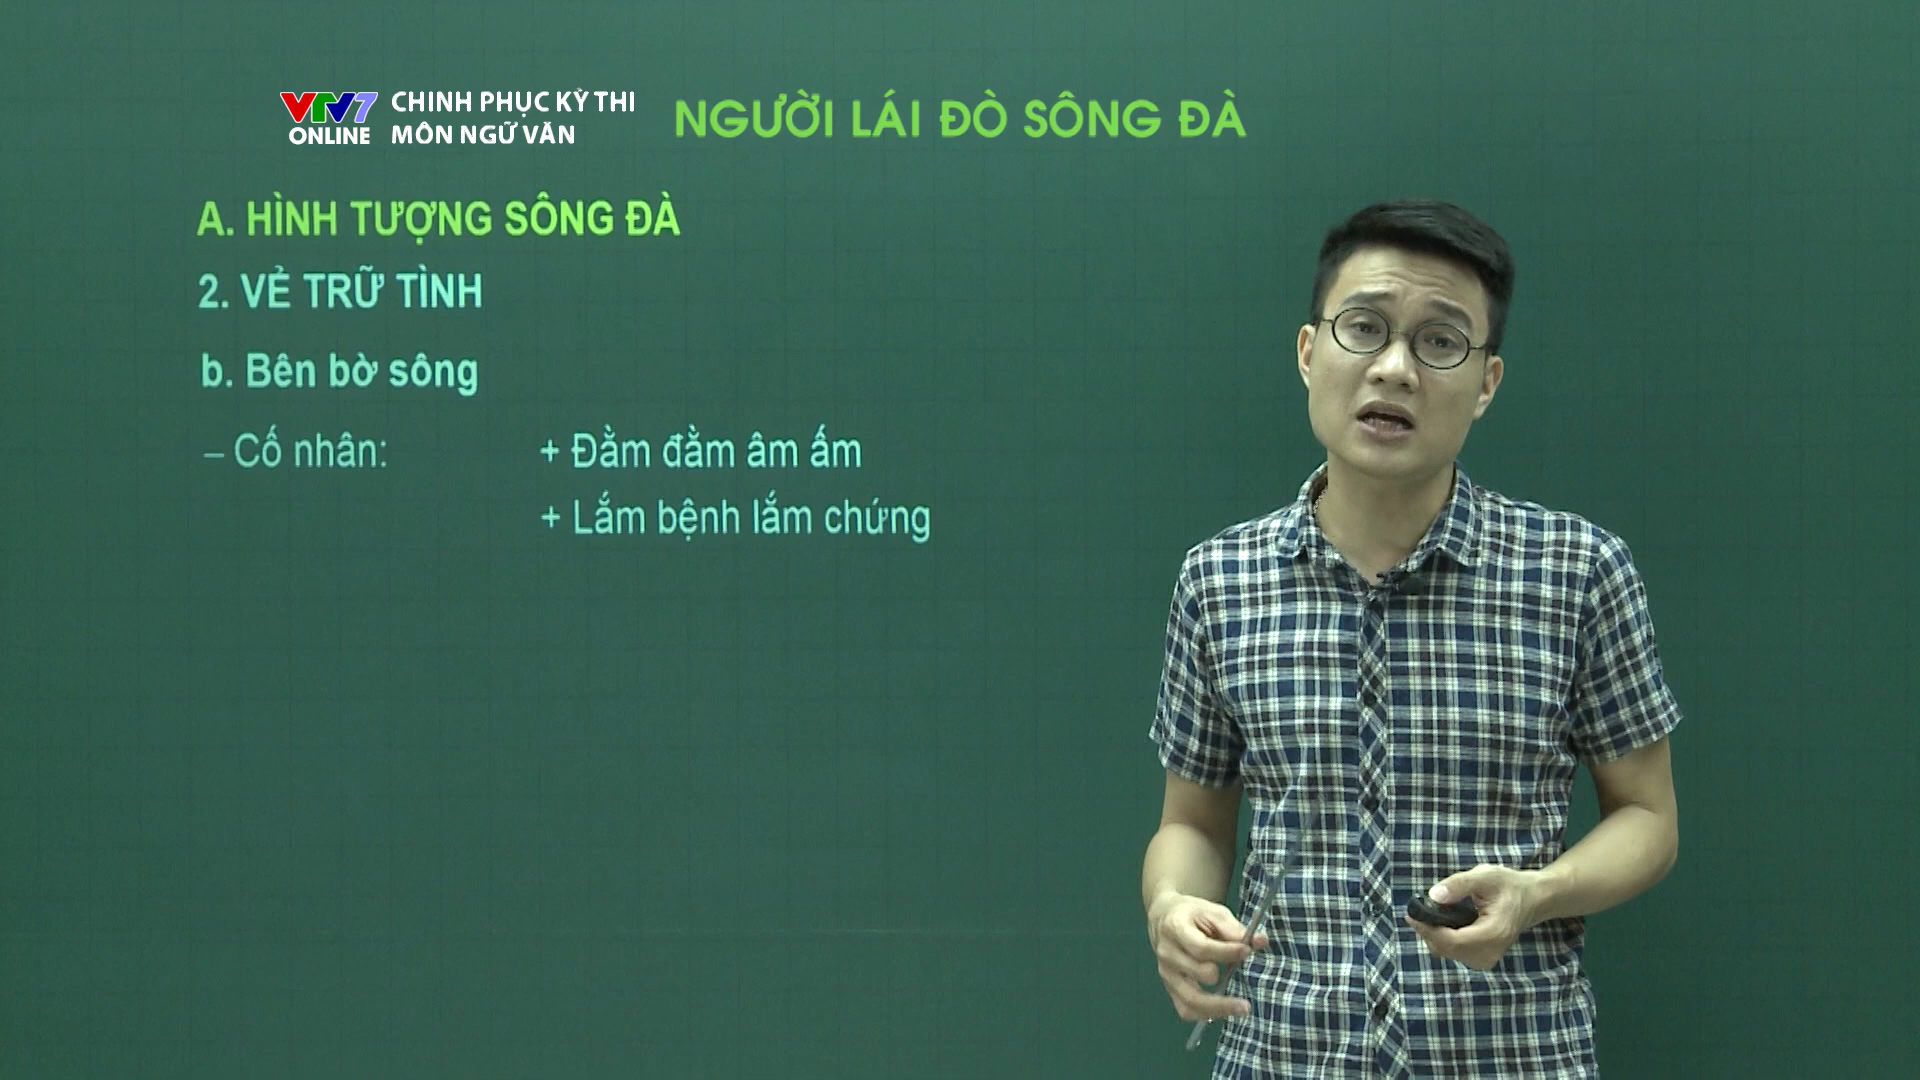 VTV7
ONLINE
CHINH PHỤC KỲ THI
MÔN NGỮ VĂN
NGƯỜI LÁI ĐÒ SÔNG ĐÀ
A. HÌNH TƯỢNG SÔNG ĐÀ
2. VẺ TRỮ TÌNH
b. Bên bờ sông
– Cố nhân: + Đằm đằm âm ấm
+ Lắm bệnh lắm chứng